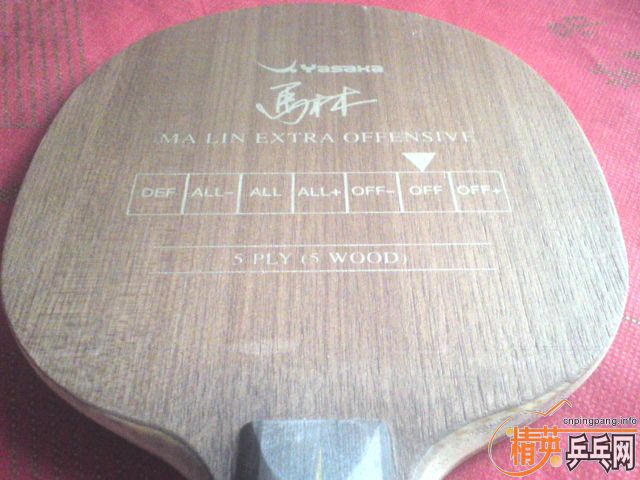 Yasaka
馬林
MA LIN EXTRA OFFENSIVE
DEF ALL- ALL ALL+ OFF- OFF OFF+
5 PLY (5 WOOD)
cnpingpang.info
精英乒乓网